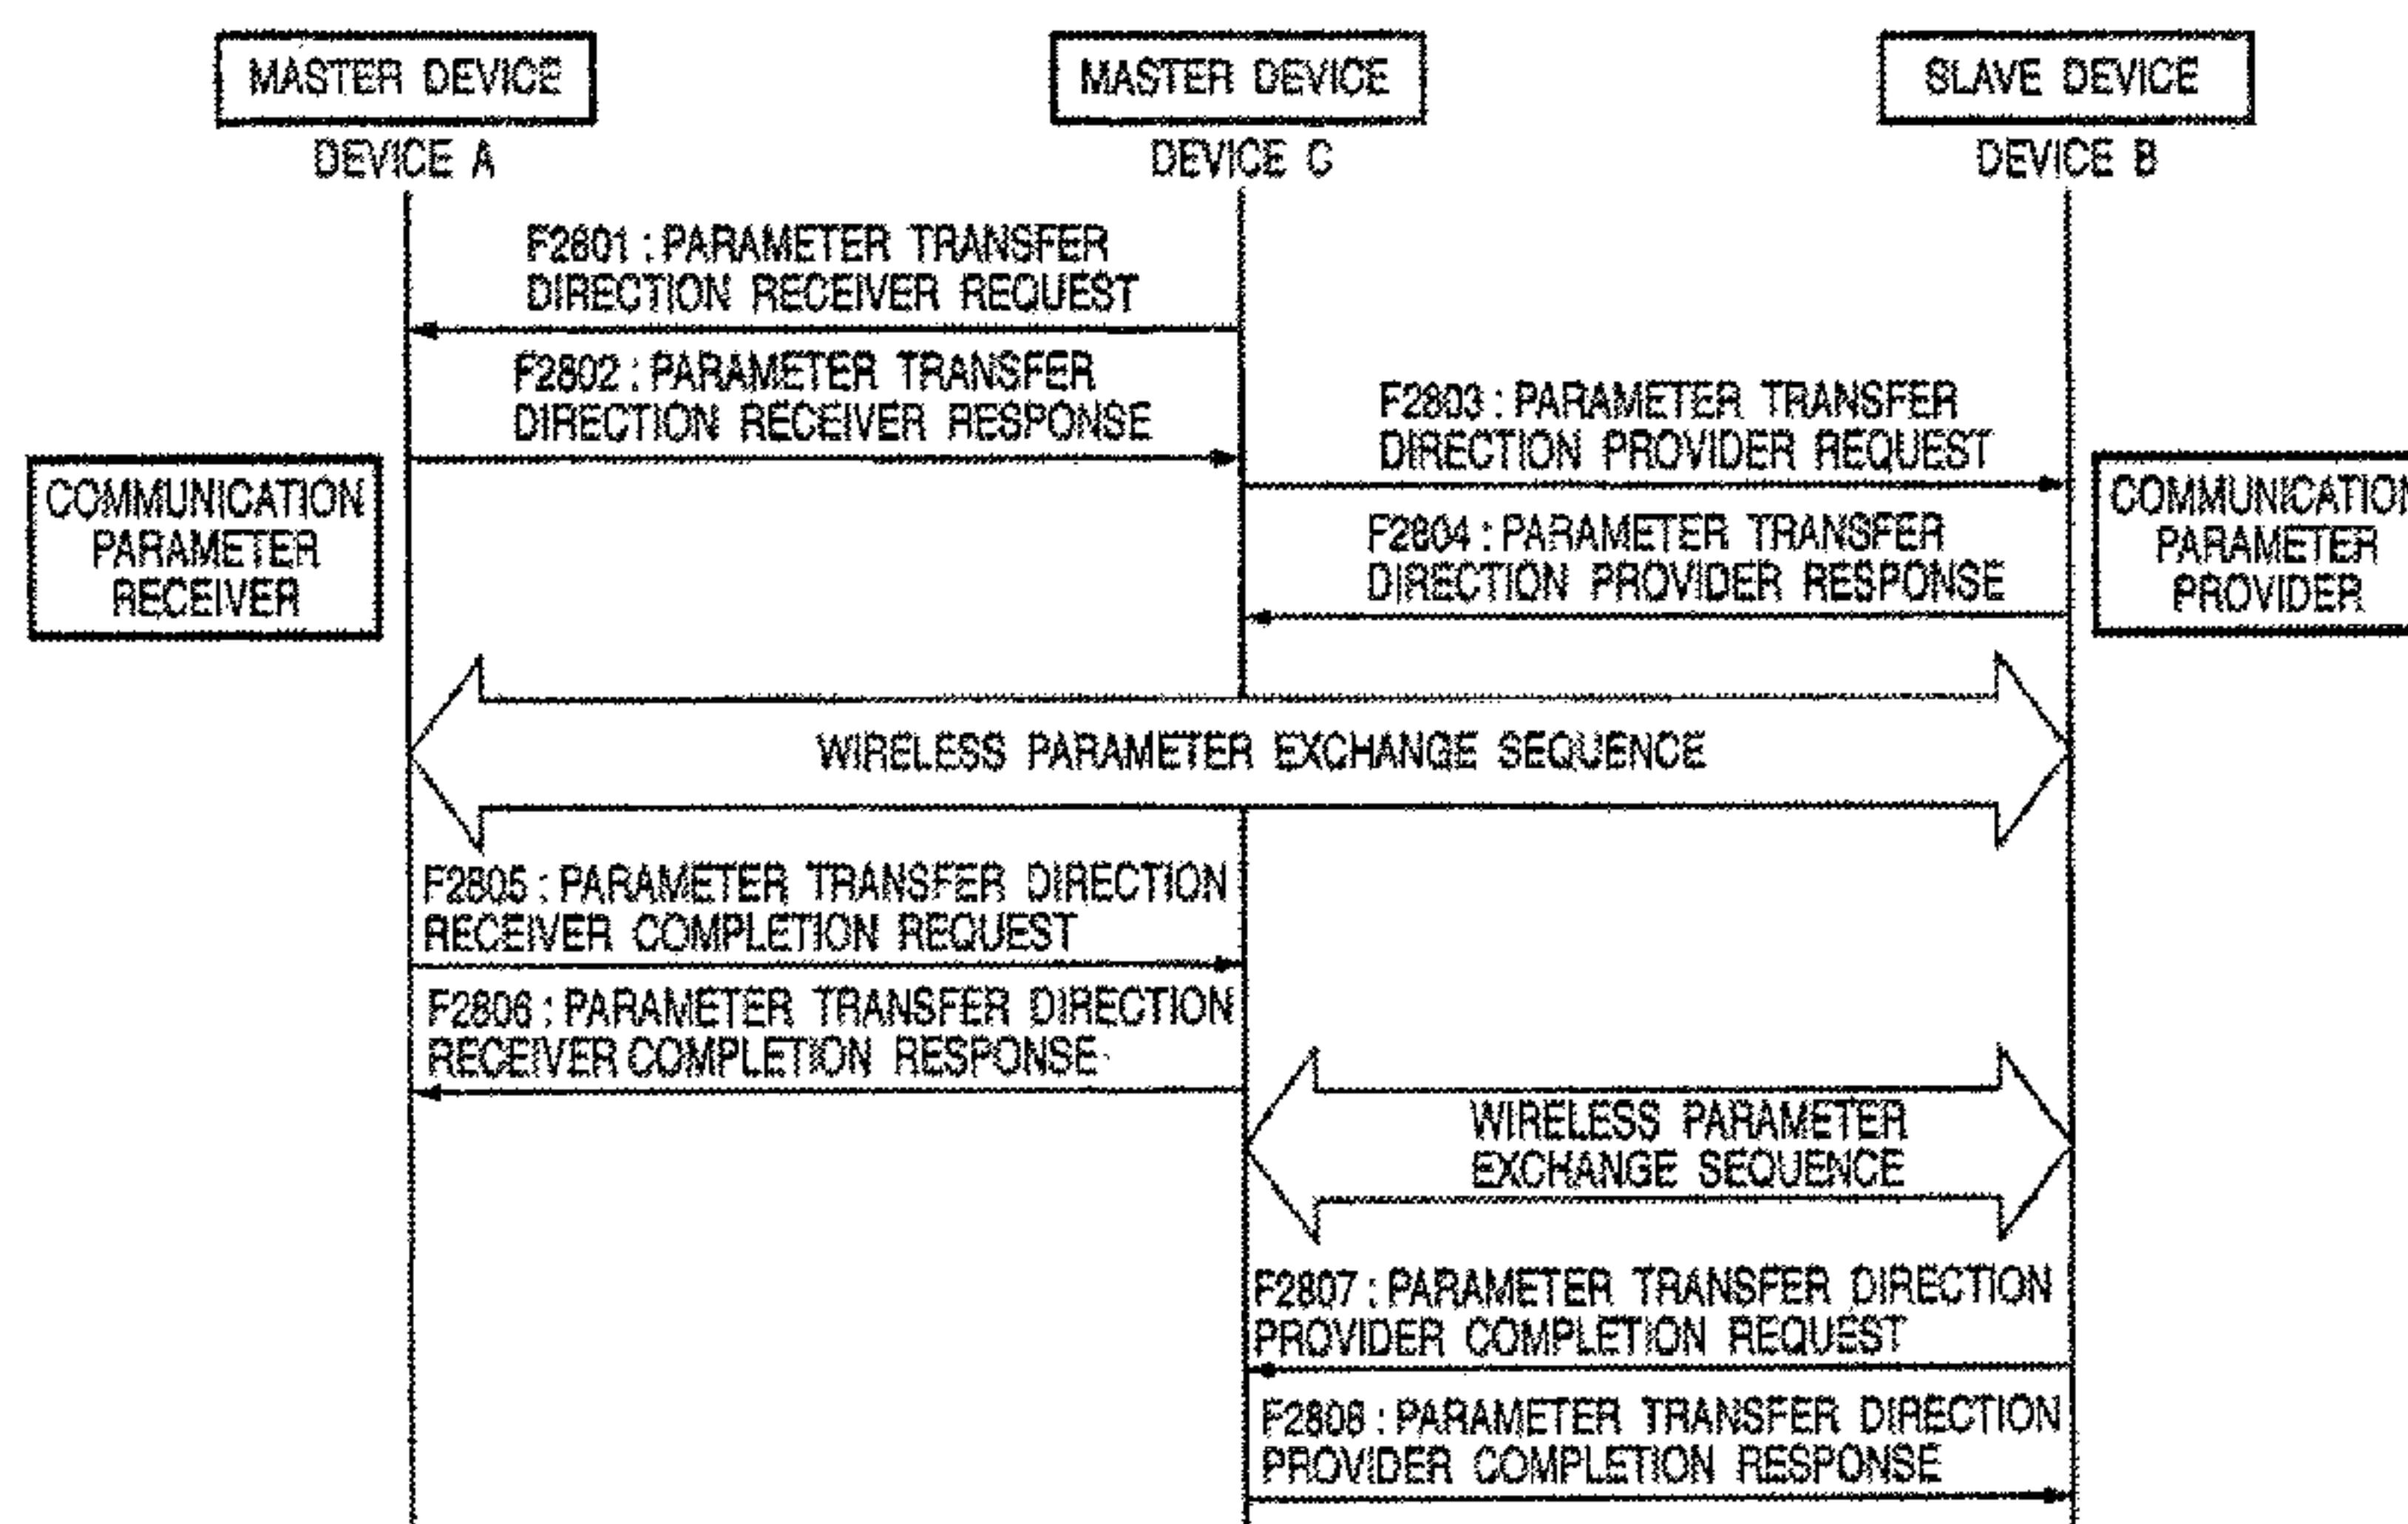 MASTER DEVICE
MASTER DEVICE
SLAVE DEVICE
DEVICE A
DEVICE C
DEVICE B
F2801 : PARAMETER TRANSFER
DIRECTION RECEIVER REQUEST
F2802 : PARAMETER TRANSFER
DIRECTION RECEIVER RESPONSE
F2803 : PARAMETER TRANSFER
DIRECTION PROVIDER REQUEST
COMMUNICATION
PARAMETER
RECEIVER
COMMUNICATION
PARAMETER
PROVIDER
F2804 : PARAMETER TRANSFER
DIRECTION PROVIDER RESPONSE
WIRELESS PARAMETER EXCHANGE SEQUENCE
F2805 : PARAMETER TRANSFER DIRECTION
RECEIVER COMPLETION REQUEST
F2806 : PARAMETER TRANSFER DIRECTION
RECEIVER COMPLETION RESPONSE
WIRELESS PARAMETER
EXCHANGE SEQUENCE
F2807 : PARAMETER TRANSFER DIRECTION
PROVIDER COMPLETION REQUEST
F2808 : PARAMETER TRANSFER DIRECTION
PROVIDER COMPLETION RESPONSE